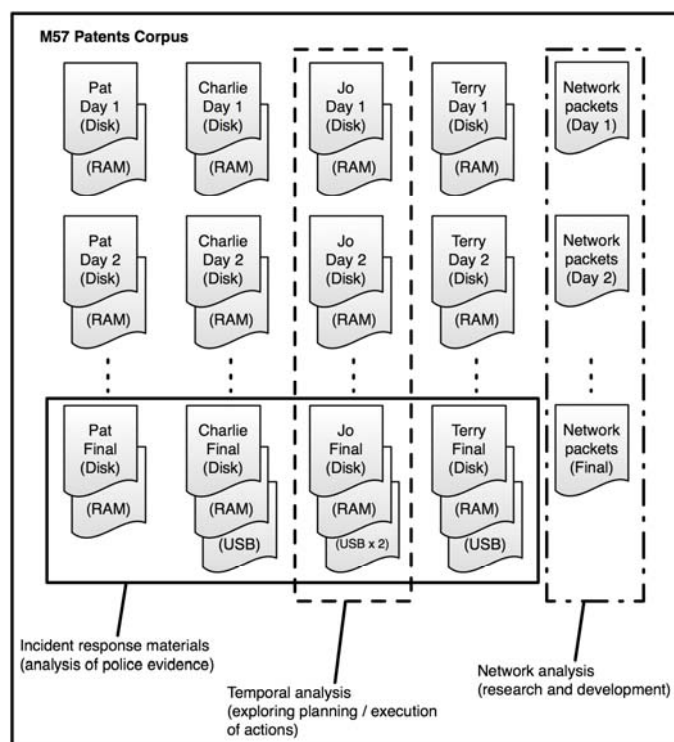 M57 Patents Corpus
Pat
Day 1
(Disk)
(RAM)
Charlie
Day 1
(Disk)
(RAM)
Jo
Day 1
(Disk)
(RAM)
Terry
Day 1
(Disk)
(RAM)
Network
packets
(Day 1)
Pat
Day 2
(Disk)
(RAM)
Charlie
Day 2
(Disk)
(RAM)
Jo
Day 2
(Disk)
(RAM)
Terry
Day 2
(Disk)
(RAM)
Network
packets
(Day 2)
Pat
Final
(Disk)
(RAM)
Charlie
Final
(Disk)
(RAM)
(USB)
Jo
Final
(Disk)
(RAM)
(USB x 2)
Terry
Final
(Disk)
(RAM)
(USB)
Network
packets
(Final)
Incident response materials
(analysis of police evidence)
Temporal analysis
(exploring planning / execution
of actions)
Network analysis
(research and development)